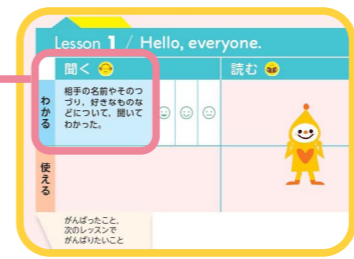 Lesson 1 / Hello, everyone.
聞く
読む
わかる
相手の名前やそのつ
づり，好きなものな
どについて，聞いて
わかった。
使える
がんばったこと，
次のレッスンで
がんばりたいこと